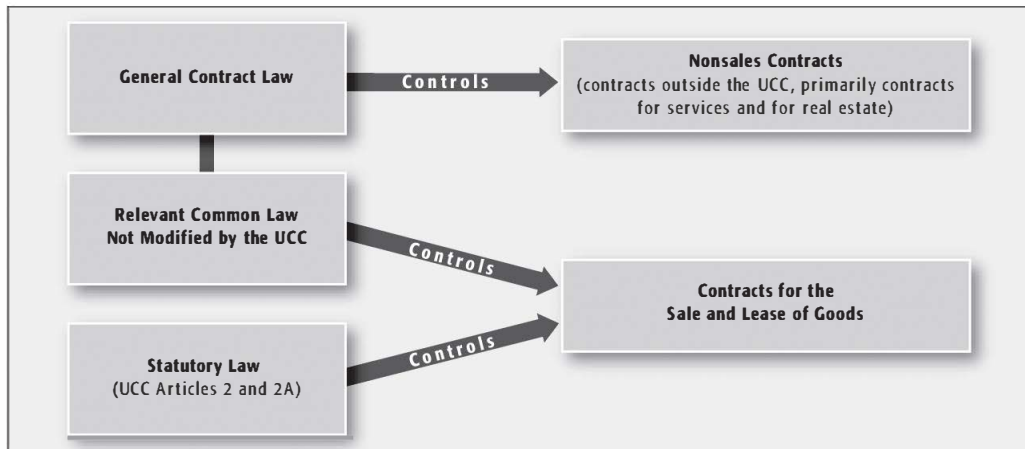 General Contract Law
Controls
Nonsales Contracts
(contracts outside the UCC, primarily contracts
for services and for real estate)
Relevant Common Law
Not Modified by the UCC
Controls
Contracts for the
Sale and Lease of Goods
Statutory Law
(UCC Articles 2 and 2A)
Controls